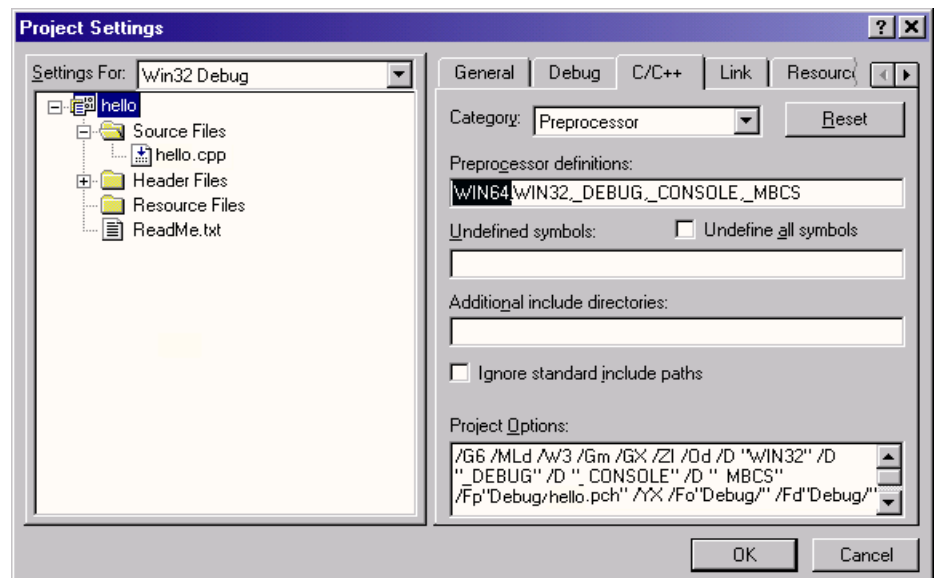 Project Settings
Settings For: Win32 Debug
hello
Source Files
hello.cpp
Header Files
Resource Files
ReadMe.txt
General Debug C/C++ Link
Category: Preprocessor Reset
Preprocessor definitions:
WIN64,WIN32,_DEBUG,_CONSOLE,_MBCS
Undefined symbols: Undefine all symbols
Additional include directories:
Ignore standard include paths
Project Options:
/G6 /MLd /W3 /Gm /GX /ZI /Od /D "WIN32" /D
"_DEBUG" /D "_CONSOLE" /D "_MBCS"
/Fp"Debug/hello.pch" /YX /Fo"Debug/" /Fd"Debug/"
OK Cancel